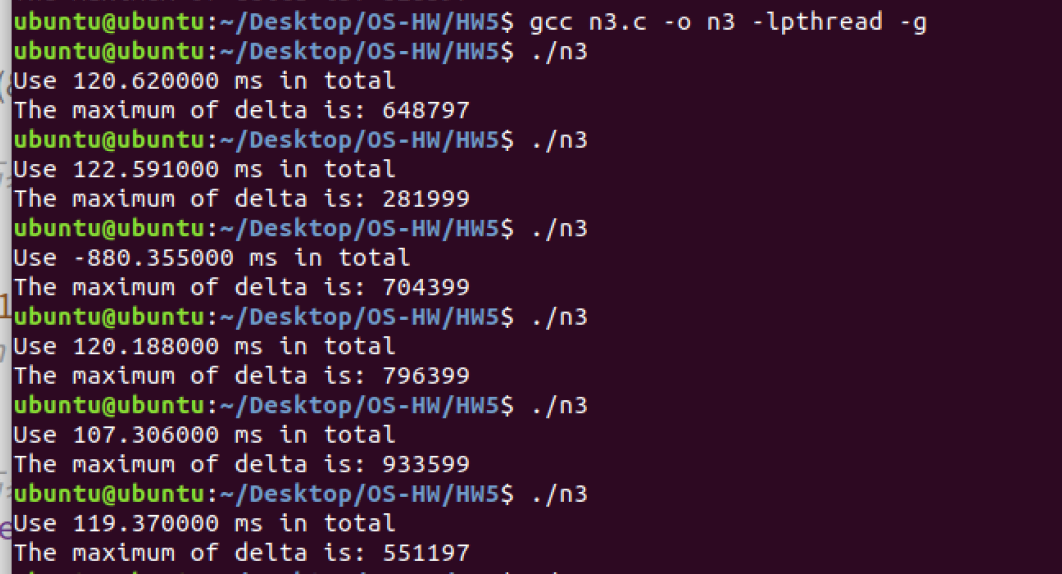 ubuntu@ubuntu:~/Desktop/OS-HW/HW5$ gcc n3.c -o n3 -lpthread -g
ubuntu@ubuntu:~/Desktop/OS-HW/HW5$ ./n3
Use 120.620000 ms in total
The maximum of delta is: 648797
ubuntu@ubuntu:~/Desktop/OS-HW/HW5$ ./n3
Use 122.591000 ms in total
The maximum of delta is: 281999
ubuntu@ubuntu:~/Desktop/OS-HW/HW5$ ./n3
Use -880.355000 ms in total
The maximum of delta is: 704399
ubuntu@ubuntu:~/Desktop/OS-HW/HW5$ ./n3
Use 120.188000 ms in total
The maximum of delta is: 796399
ubuntu@ubuntu:~/Desktop/OS-HW/HW5$ ./n3
Use 107.306000 ms in total
The maximum of delta is: 933599
ubuntu@ubuntu:~/Desktop/OS-HW/HW5$ ./n3
Use 119.370000 ms in total
The maximum of delta is: 551197